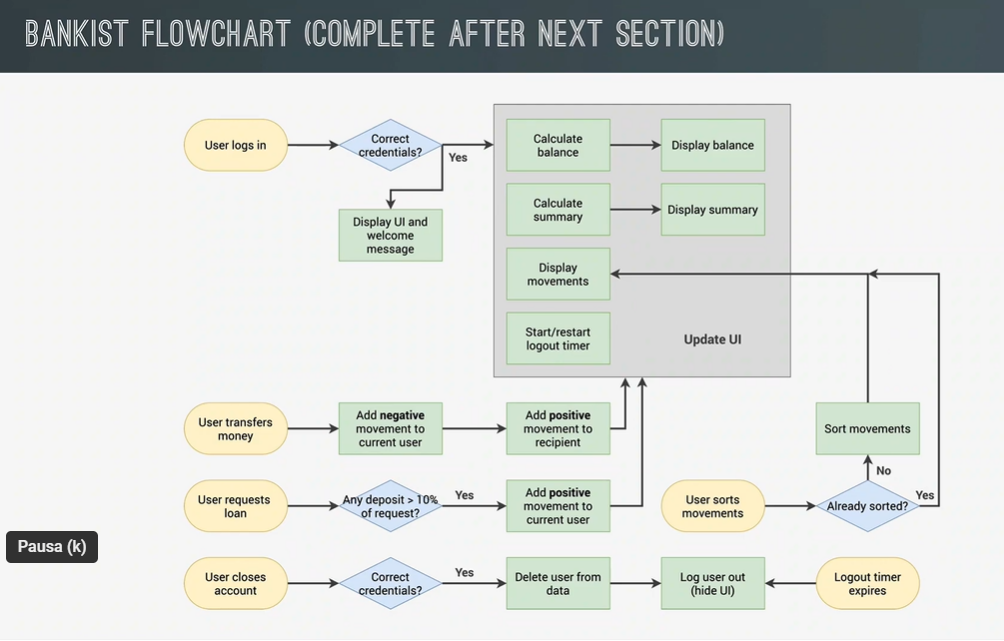 BANKIST FLOWCHART (COMPLETE AFTER NEXT SECTION)
User logs in
Correct
credentials?
Yes
Display UI and
welcome
message
Calculate
balance
Display balance
Calculate
summary
Display summary
Display
movements
Start/restart
logout timer
Update UI
User transfers
money
Add negative
movement to
current user
Add positive
movement to
recipient
User requests
loan
Any deposit > 10%
of request?
Yes
Add positive
movement to
current user
User sorts
movements
Already sorted?
No
Yes
Sort movements
User closes
account
Correct
credentials?
Yes
Delete user from
data
Log user out
(hide UI)
Logout timer
expires
Pausa (k)